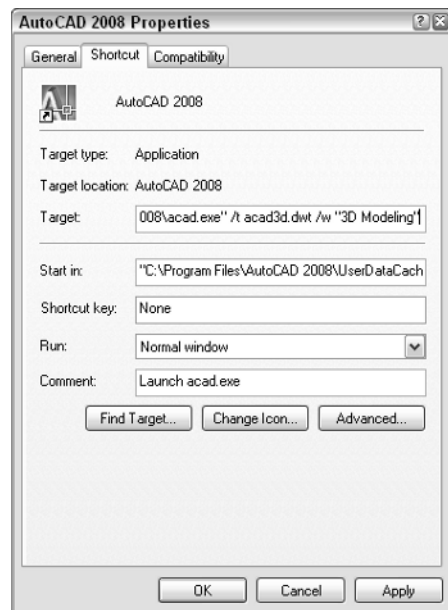 AutoCAD 2008 Properties
General Shortcut Compatibility
AutoCAD 2008
Target type: Application
Target location: AutoCAD 2008
Target: 008\acad.exe" /t acad3d.dwt /w "3D Modeling"
Start in: "C:\Program Files\AutoCAD 2008\UserDataCach
Shortcut key: None
Run: Normal window
Comment: Launch acad.exe
Find Target... Change Icon... Advanced...
OK Cancel Apply